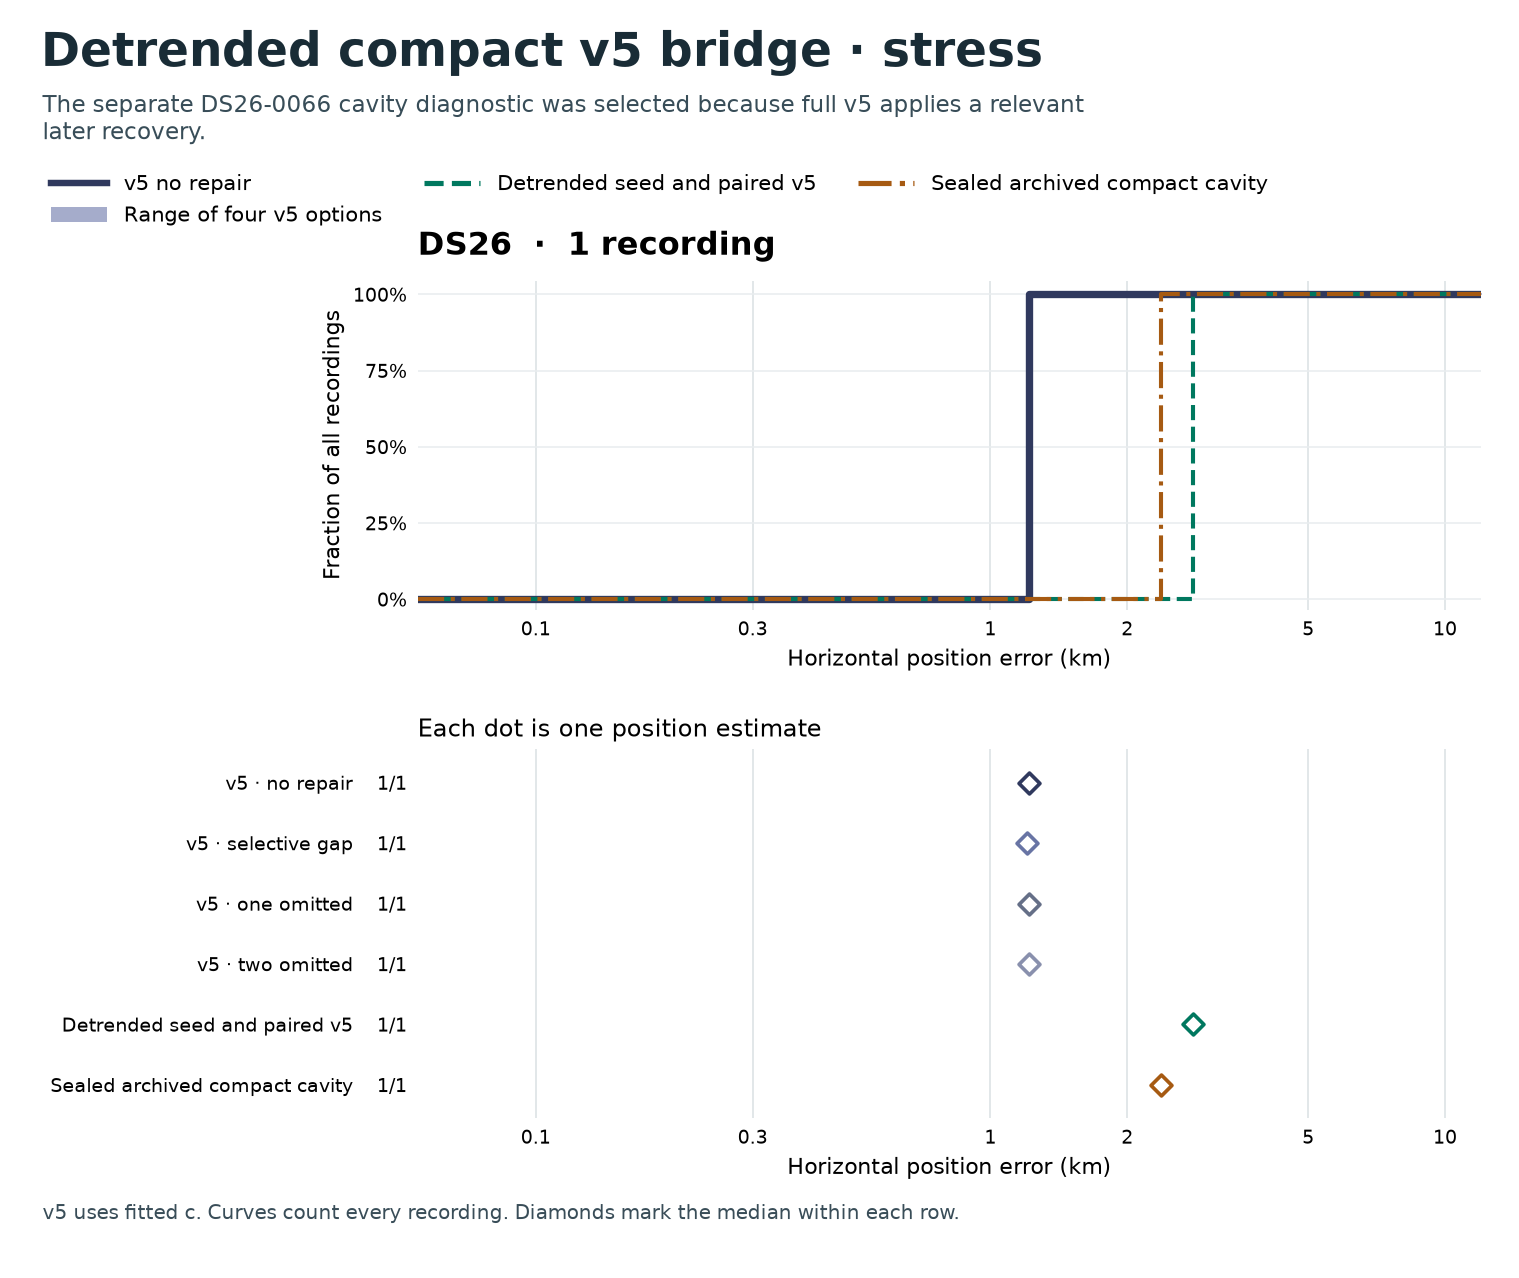 Detrended compact v5 bridge · stress
The separate DS26-0066 cavity diagnostic was selected because full v5 applies a relevant
later recovery.
v5 no repair
Detrended seed and paired v5
Sealed archived compact cavity
Range of four v5 options
DS26 · 1 recording
Fraction of all recordings
100%
75%
50%
25%
0%
0.1 0.3 1 2 5 10
Horizontal position error (km)
Each dot is one position estimate
v5 · no repair 1/1
v5 · selective gap 1/1
v5 · one omitted 1/1
v5 · two omitted 1/1
Detrended seed and paired v5 1/1
Sealed archived compact cavity 1/1
0.1 0.3 1 2 5 10
Horizontal position error (km)
v5 uses fitted c. Curves count every recording. Diamonds mark the median within each row.